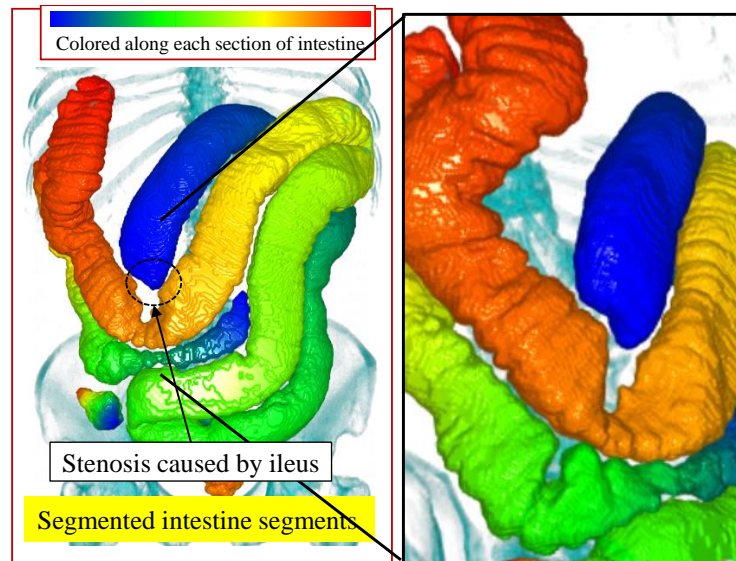 Colored along each section of intestine
Stenosis caused by ileus
Segmented intestine segments